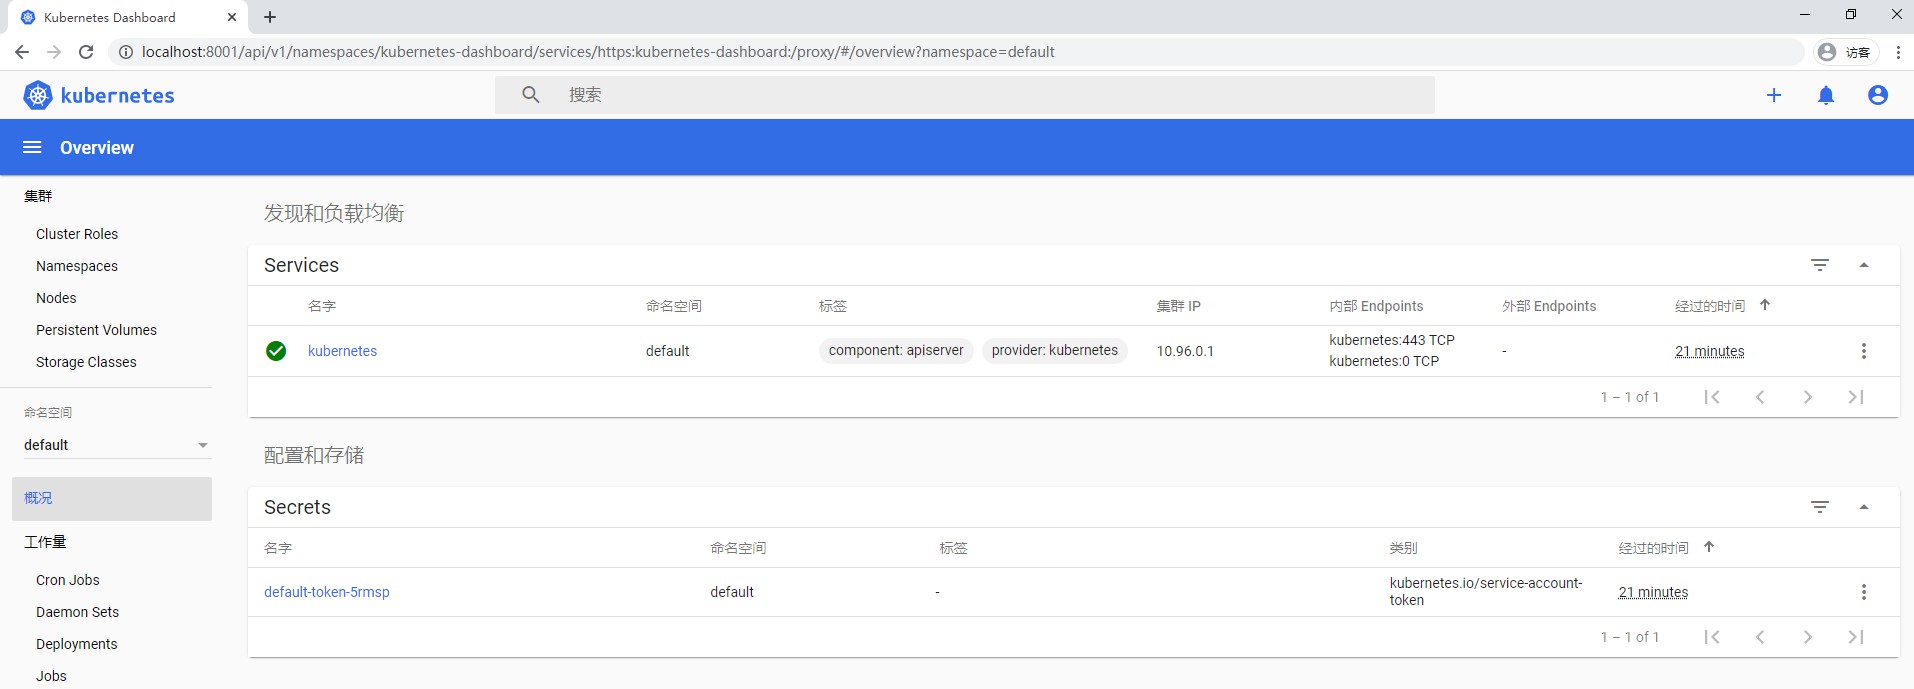 Kubernetes Dashboard
localhost:8001/api/v1/namespaces/kubernetes-dashboard/services/https:kubernetes-dashboard:/proxy/#/overview?namespace=default
访客
kubernetes
搜索
Overview
集群
Cluster Roles
Namespaces
Nodes
Persistent Volumes
Storage Classes
命名空间
default
概况
工作量
Cron Jobs
Daemon Sets
Deployments
Jobs
发现和负载均衡
Services
名字 命名空间 标签 集群 IP 内部 Endpoints 外部 Endpoints 经过的时间
kubernetes default component: apiserver provider: kubernetes 10.96.0.1 kubernetes:443 TCP - 21 minutes
kubernetes:0 TCP
1 – 1 of 1
配置和存储
Secrets
名字 命名空间 标签 类别 经过的时间
default-token-5rmsp default - kubernetes.io/service-account- 21 minutes
token
1 – 1 of 1